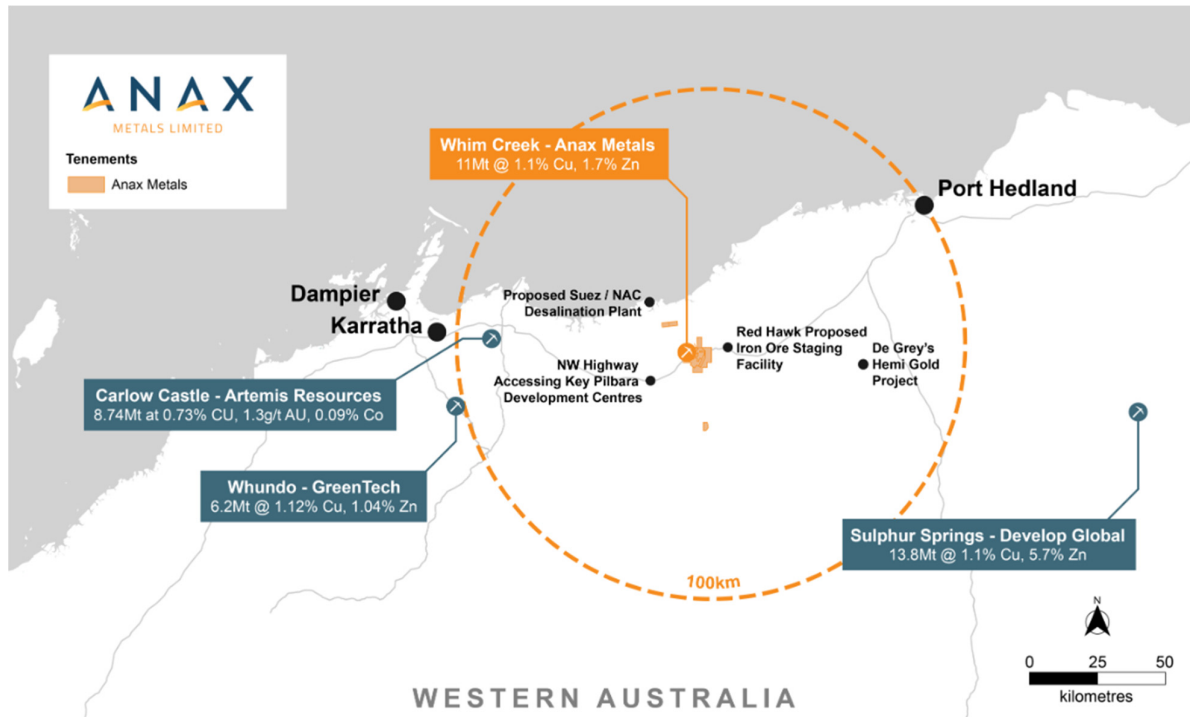 ANAX
METALS LIMITED
Tenements
Anax Metals
Whim Creek - Anax Metals
11Mt @ 1.1% Cu, 1.7% Zn
Port Hedland
Dampier
Karratha
Proposed Suez / NAC
Desalination Plant
Red Hawk Proposed
Iron Ore Staging
Facility
De Grey's
Hemi Gold
Project
NW Highway
Accessing Key Pilbara
Development Centres
Carlow Castle - Artemis Resources
8.74Mt at 0.73% CU, 1.3g/t AU, 0.09% Co
Whundo - GreenTech
6.2Mt @ 1.12% Cu, 1.04% Zn
Sulphur Springs - Develop Global
13.8Mt @ 1.1% Cu, 5.7% Zn
100km
N
0 25 50
kilometres
WESTERN AUSTRALIA